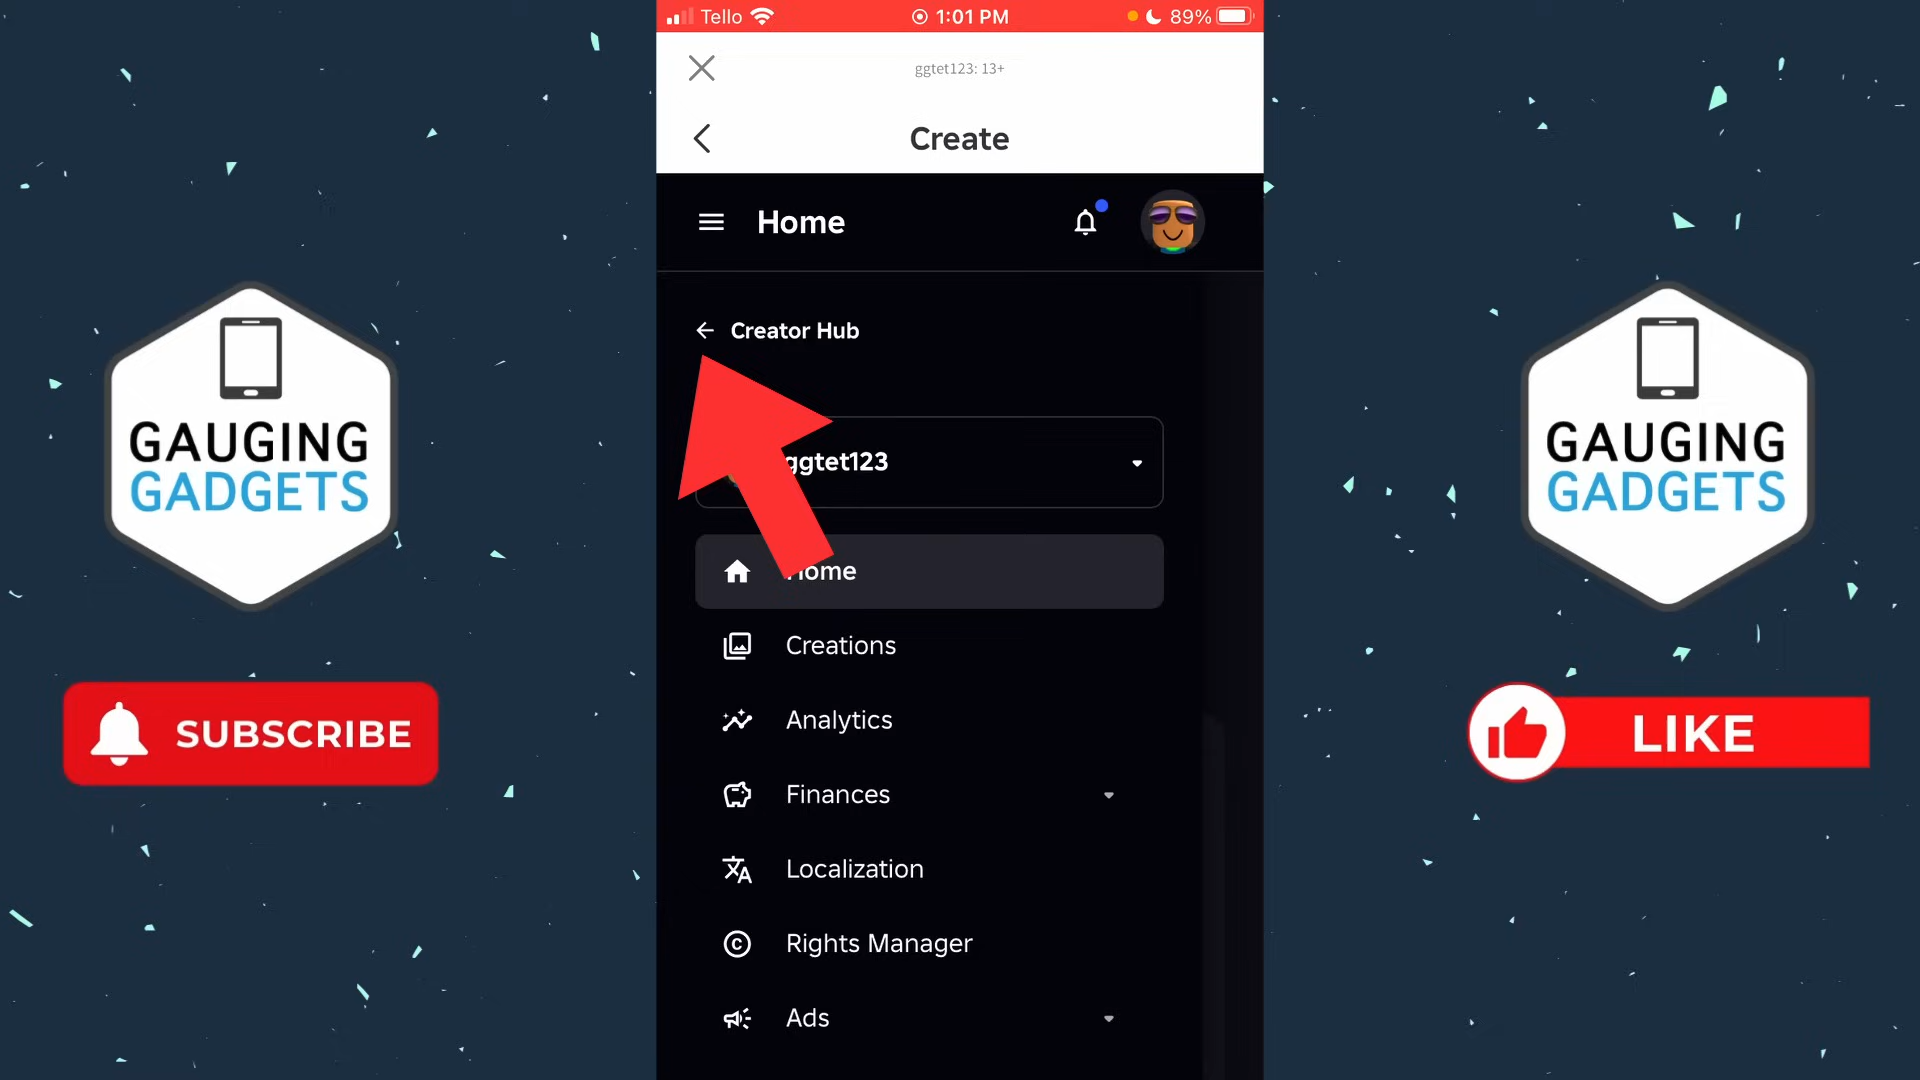 Tello
1:01 PM
89%
ggtet123: 13+
Create
Home
Creator Hub
ggtet123
Home
Creations
Analytics
Finances
Localization
Rights Manager
Ads
GAUGING
GADGETS
SUBSCRIBE
GAUGING
GADGETS
LIKE